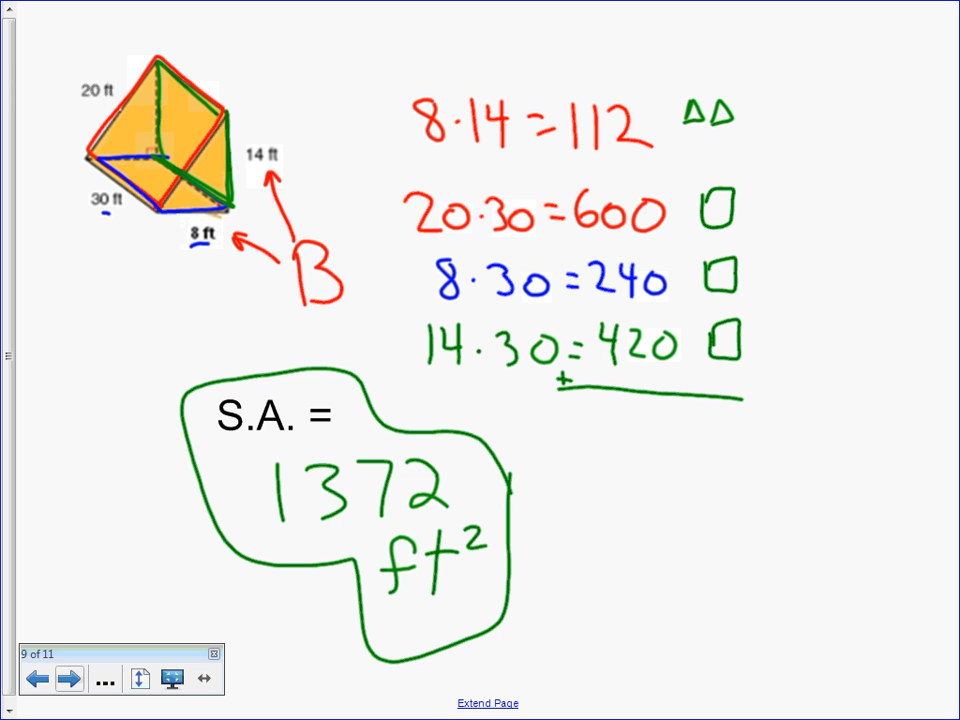 20 ft
14 ft
30 ft
8 ft
B
8·14=112
20·30=600
8·30=240
14·30=420
+
S.A. =
1372
ft²
9 of 11
...
Extend Page